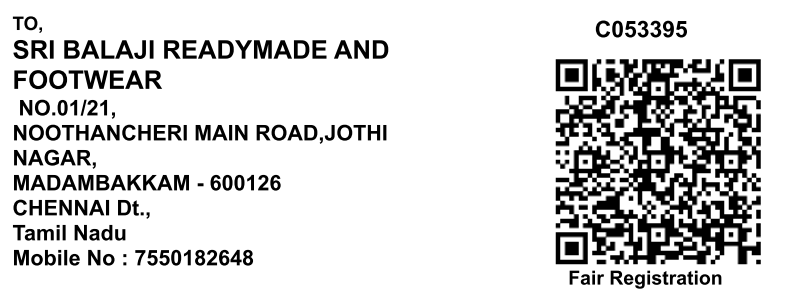 TO,
SRI BALAJI READYMADE AND
FOOTWEAR
NO.01/21,
NOOTHANCHERI MAIN ROAD,JOTHI
NAGAR,
MADAMBAKKAM - 600126
CHENNAI Dt.,
Tamil Nadu
Mobile No : 7550182648
C053395
Fair Registration